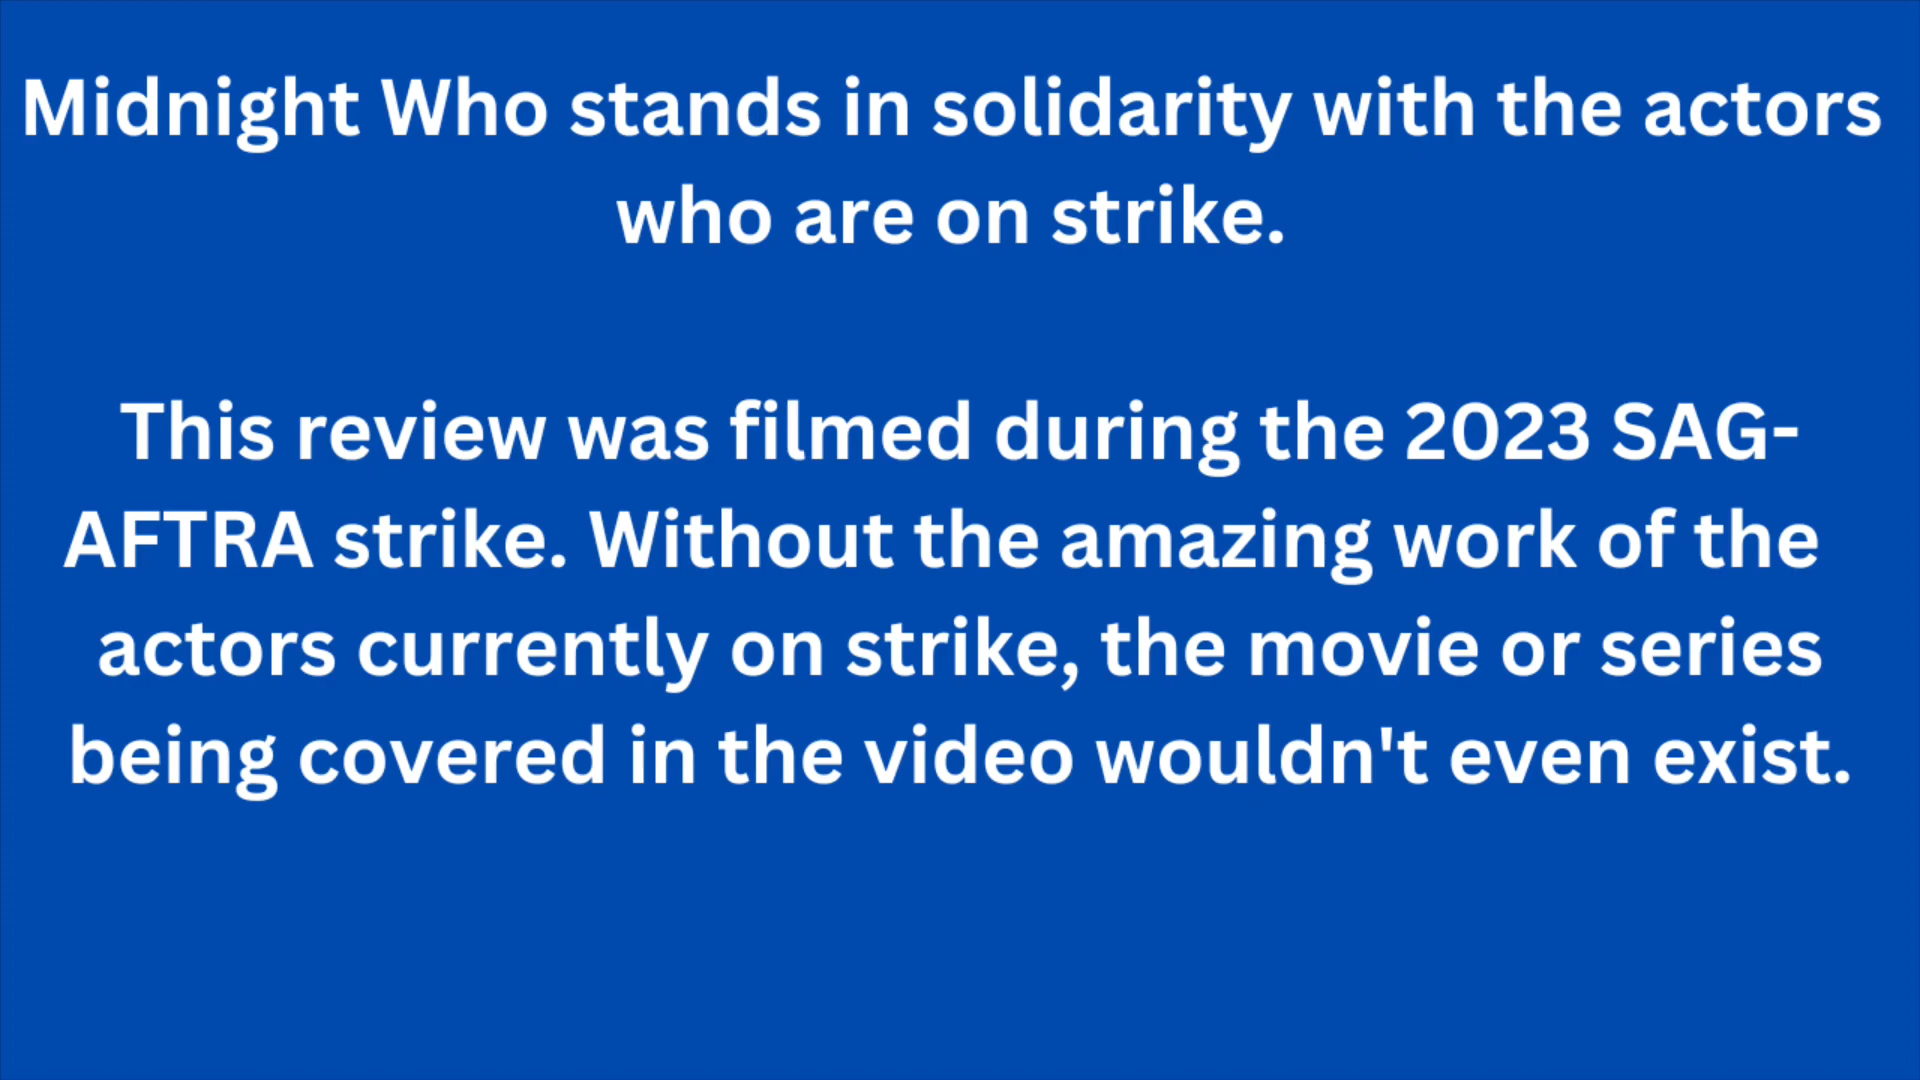 Midnight Who stands in solidarity with the actors
who are on strike.
This review was filmed during the 2023 SAG-
AFTRA strike. Without the amazing work of the
actors currently on strike, the movie or series
being covered in the video wouldn't even exist.